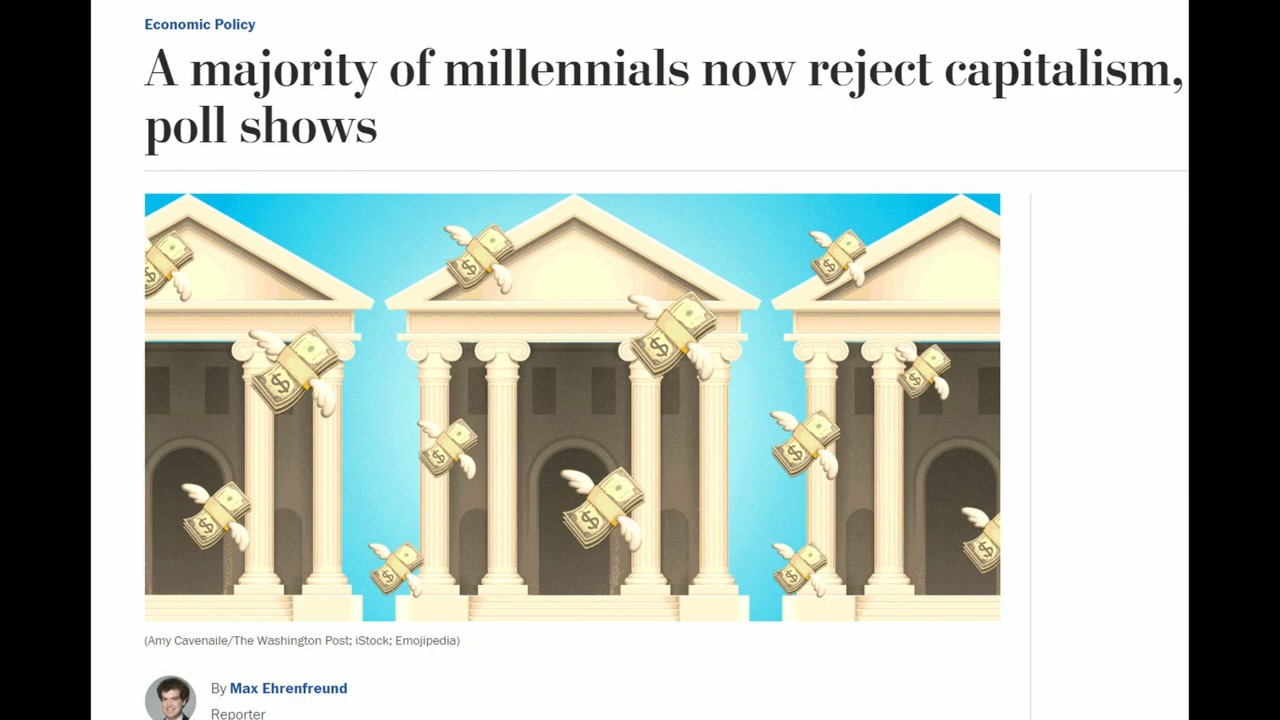 Economic Policy
A majority of millennials now reject capitalism,
poll shows
(Amy Cavenaile/The Washington Post; iStock; Emojipedia)
By Max Ehrenfreund
Reporter